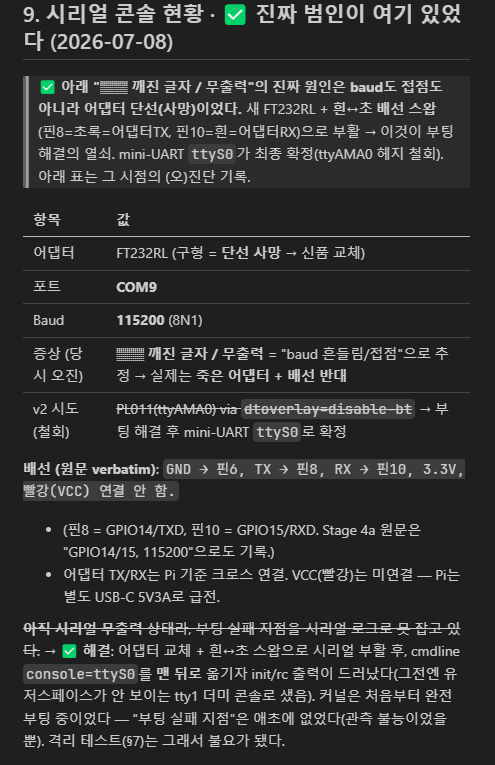 9. 시리얼 콘솔 현황 · ✅ 진짜 범인이 여기 있었
다 (2026-07-08)
✅ 아래 "▒▒▒ 깨진 글자 / 무출력"의 진짜 원인은 baud도 접점도
아니라 어댑터 단선(사망)이었다. 새 FT232RL + 흰↔초 배선 스왑
(핀8=초록=어댑터TX, 핀10=흰=어댑터RX)으로 부활 → 이것이 부팅
해결의 열쇠. mini-UART ttyS0 가 최종 확정(ttyAMA0 헤지 철회).
아래 표는 그 시점의 (오)진단 기록.
항목 값
어댑터 FT232RL (구형 = 단선 사망 → 신품 교체)
포트 COM9
Baud 115200 (8N1)
증상 (당 ▒▒▒ 깨진 글자 / 무출력 = "baud 흔들림/접점"으로 추
시 오진) 정 → 실제는 죽은 어댑터 + 배선 반대
v2 시도 PL011(ttyAMA0) via dtoverlay=disable-bt → 부
(철회) 팅 해결 후 mini-UART ttyS0 로 확정
배선 (원문 verbatim): GND → 핀6, TX → 핀8, RX → 핀10, 3.3V,
빨강(VCC) 연결 안 함.
• (핀8 = GPIO14/TXD, 핀10 = GPIO15/RXD. Stage 4a 원문은
"GPIO14/15, 115200"으로도 기록.)
• 어댑터 TX/RX는 Pi 기준 크로스 연결. VCC(빨강)는 미연결 — Pi는
별도 USB-C 5V3A로 급전.
아직 시리얼 무출력 상태라, 부팅 실패 지점을 시리얼 로그로 못 잡고 있
다. → ✅ 해결: 어댑터 교체 + 흰↔초 스왑으로 시리얼 부활 후, cmdline
console=ttyS0 를 맨 뒤로 옮기자 init/rc 출력이 드러났다(그전엔 유
저스페이스가 안 보이는 tty1 더미 콘솔로 샜음). 커널은 처음부터 완전
부팅 중이었다 — "부팅 실패 지점"은 애초에 없었다(관측 불능이었을
뿐). 격리 테스트(§7)는 그래서 불요가 됐다.